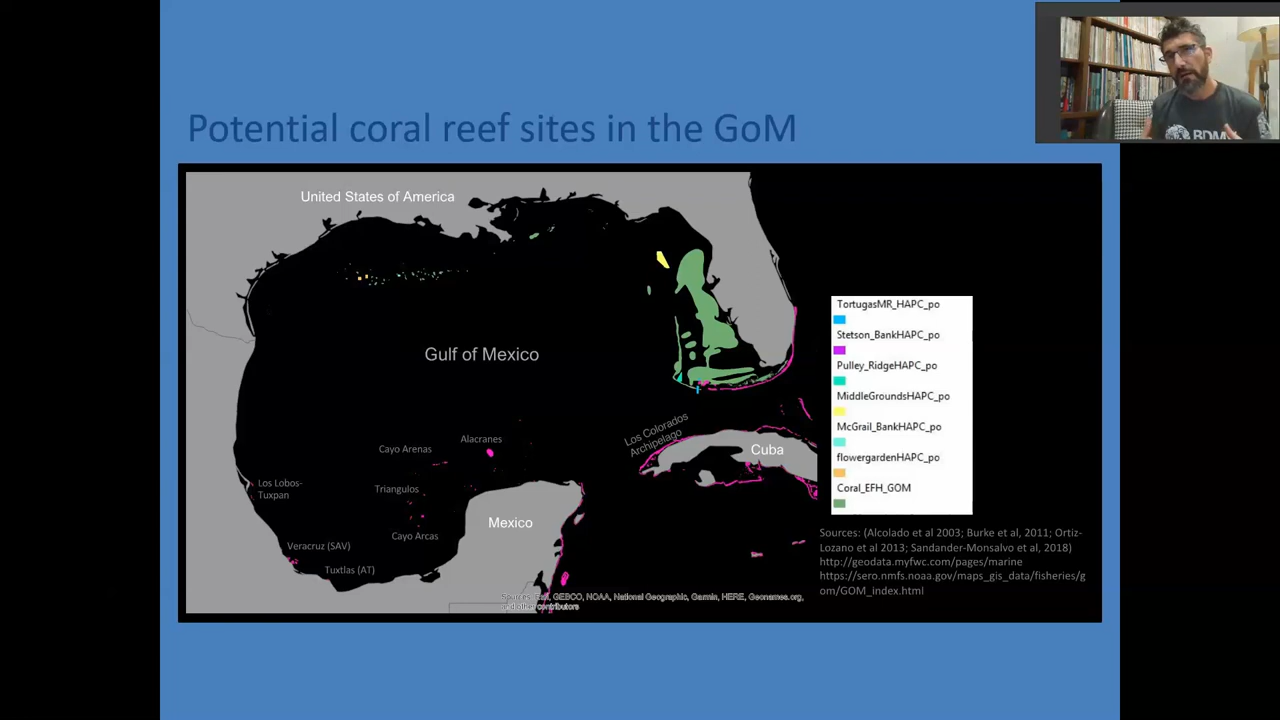 BDM
Potential coral reef sites in the GoM
United States of America
Gulf of Mexico
Los Colorados
Archipelago
Cuba
Alacranes
Cayo Arenas
Triangulos
Cayo Arcas
Los Lobos-
Tuxpan
Veracruz (SAV)
Tuxtlas (AT)
Mexico
Sources: Esri, GEBCO, NOAA, National Geographic, Garmin, HERE, Geonames.org,
and other contributors
TortugasMR_HAPC_po
Stetson_BankHAPC_po
Pulley_RidgeHAPC_po
MiddleGroundsHAPC_po
McGrail_BankHAPC_po
flowergardenHAPC_po
Coral_EFH_GOM
Sources: (Alcolado et al 2003; Burke et al, 2011; Ortiz-
Lozano et al 2013; Sandander-Monsalvo et al, 2018)
http://geodata.myfwc.com/pages/marine
https://sero.nmfs.noaa.gov/maps_gis_data/fisheries/g
om/GOM_index.html